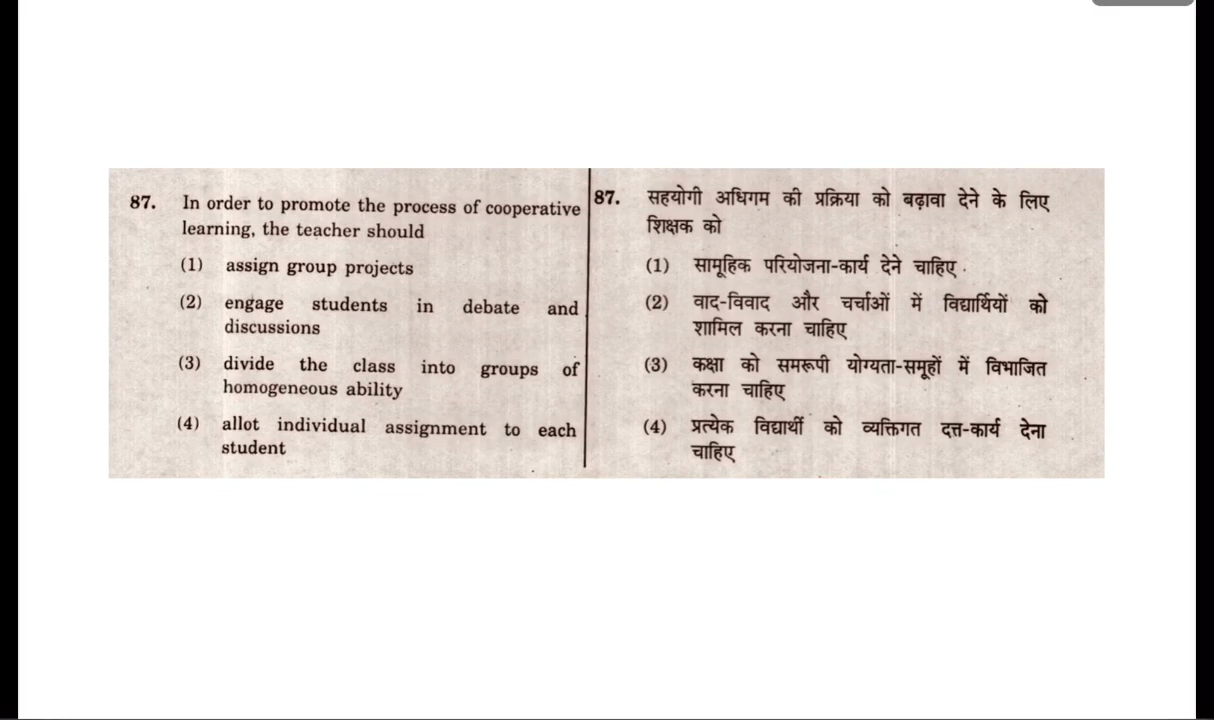 87. In order to promote the process of cooperative
learning, the teacher should
(1) assign group projects
(2) engage students in debate and
discussions
(3) divide the class into groups of
homogeneous ability
(4) allot individual assignment to each
student
87. सहयोगी अधिगम की प्रक्रिया को बढ़ावा देने के लिए
शिक्षक को
(1) सामूहिक परियोजना-कार्य देने चाहिए
(2) वाद-विवाद और चर्चाओं में विद्यार्थियों को
शामिल करना चाहिए
(3) कक्षा को समरूपी योग्यता-समूहों में विभाजित
करना चाहिए
(4) प्रत्येक विद्यार्थी को व्यक्तिगत दत्त-कार्य देना
चाहिए